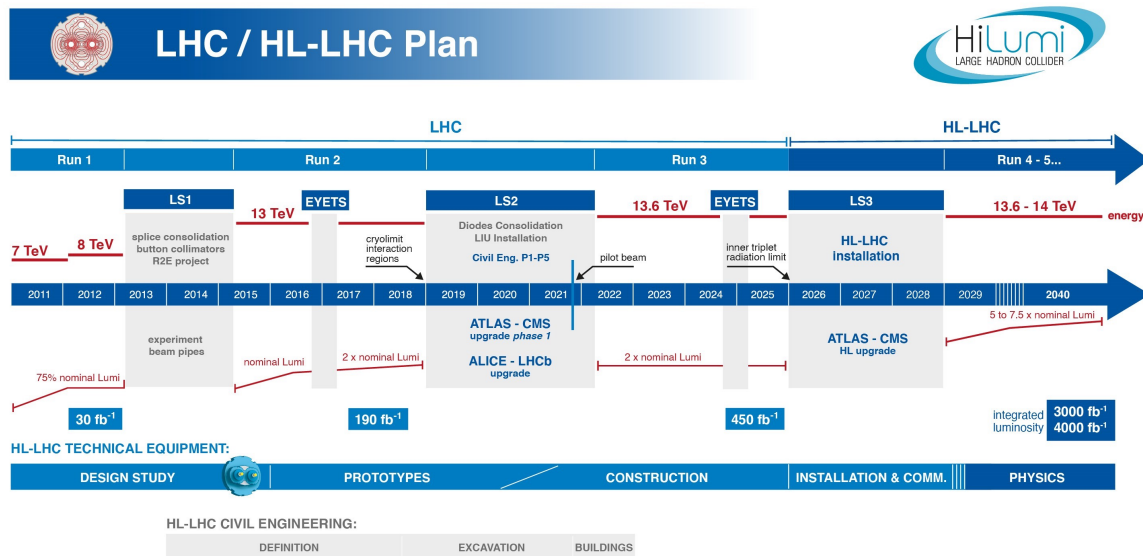 LHC / HL-LHC Plan
HiLumi
LARGE HADRON COLLIDER
LHC
HL-LHC
Run 1
Run 2
Run 3
Run 4 - 5...
LS1
EYETS
LS2
EYETS
LS3
7 TeV
8 TeV
13 TeV
13.6 TeV
13.6 - 14 TeV
energy
splice consolidation
button collimators
R2E project
cryolimit
interaction
regions
Diodes Consolidation
LIU Installation
Civil Eng. P1-P5
pilot beam
inner triplet
radiation limit
HL-LHC
installation
2011 2012 2013 2014 2015 2016 2017 2018 2019 2020 2021 2022 2023 2024 2025 2026 2027 2028 2029 2040
experiment
beam pipes
ATLAS - CMS
upgrade phase 1
ALICE - LHCb
upgrade
ATLAS - CMS
HL upgrade
75% nominal Lumi
nominal Lumi
2 x nominal Lumi
2 x nominal Lumi
5 to 7.5 x nominal Lumi
30 fb⁻¹
190 fb⁻¹
450 fb⁻¹
integrated
luminosity
3000 fb⁻¹
4000 fb⁻¹
HL-LHC TECHNICAL EQUIPMENT:
DESIGN STUDY
PROTOTYPES
CONSTRUCTION
INSTALLATION & COMM.
PHYSICS
HL-LHC CIVIL ENGINEERING:
DEFINITION
EXCAVATION
BUILDINGS